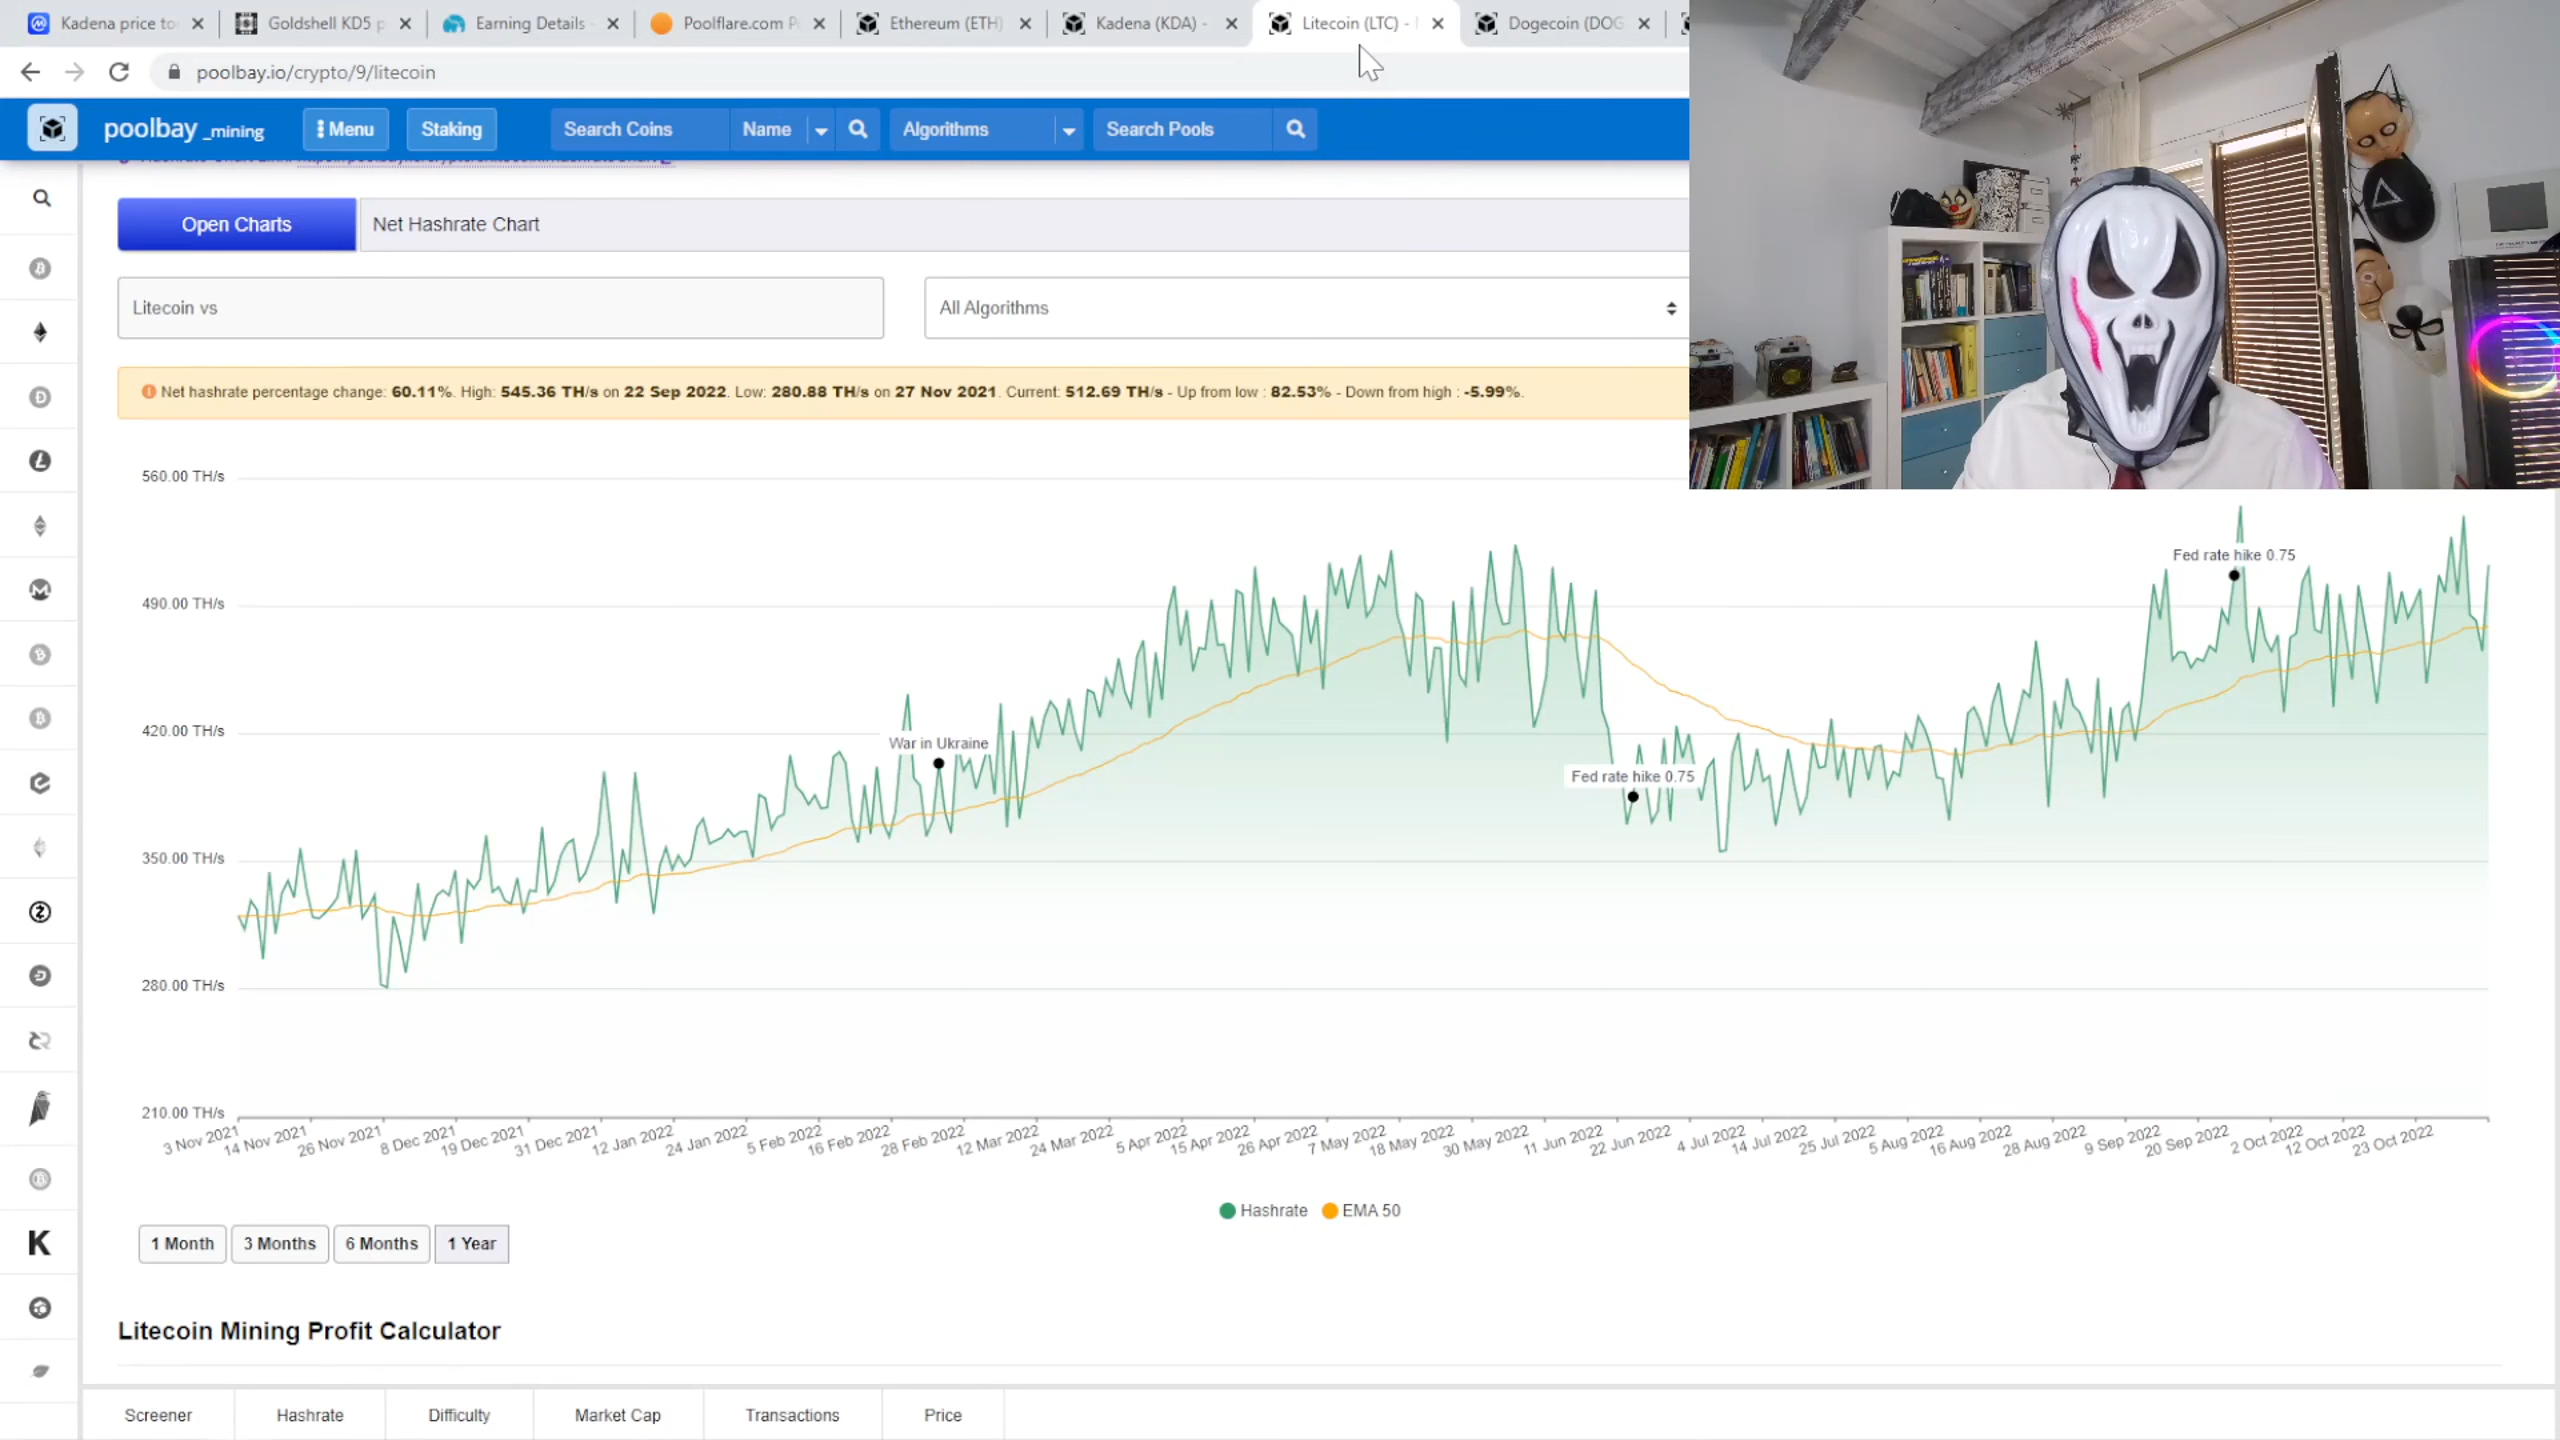 Kadena price to
Goldshell KD5 p
Earning Details -
Poolflare.com P
Ethereum (ETH)
Kadena (KDA) -
Litecoin (LTC) -
Dogecoin (DOG
poolbay.io/crypto/9/litecoin
poolbay _mining
Menu
Staking
Search Coins
Name
Algorithms
Search Pools
Open Charts
Net Hashrate Chart
Litecoin vs
All Algorithms
Net hashrate percentage change: 60.11%. High: 545.36 TH/s on 22 Sep 2022. Low: 280.88 TH/s on 27 Nov 2021. Current: 512.69 TH/s - Up from low : 82.53% - Down from high : -5.99%.
560.00 TH/s
490.00 TH/s
420.00 TH/s
350.00 TH/s
280.00 TH/s
210.00 TH/s
War in Ukraine
Fed rate hike 0.75
Fed rate hike 0.75
3 Nov 2021
14 Nov 2021
26 Nov 2021
8 Dec 2021
19 Dec 2021
31 Dec 2021
12 Jan 2022
24 Jan 2022
5 Feb 2022
16 Feb 2022
28 Feb 2022
12 Mar 2022
24 Mar 2022
5 Apr 2022
15 Apr 2022
26 Apr 2022
7 May 2022
18 May 2022
30 May 2022
11 Jun 2022
22 Jun 2022
4 Jul 2022
14 Jul 2022
25 Jul 2022
5 Aug 2022
16 Aug 2022
28 Aug 2022
9 Sep 2022
20 Sep 2022
2 Oct 2022
12 Oct 2022
23 Oct 2022
Hashrate
EMA 50
1 Month
3 Months
6 Months
1 Year
Litecoin Mining Profit Calculator
Screener
Hashrate
Difficulty
Market Cap
Transactions
Price